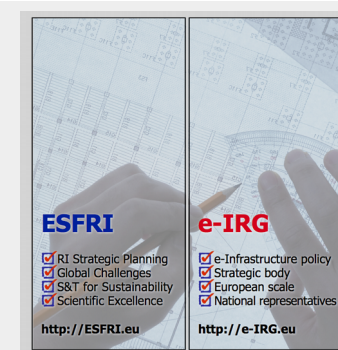 ESFRI
RI Strategic Planning
Global Challenges
S&T for Sustainability
Scientific Excellence
http://ESFRI.eu
e-IRG
e-Infrastructure policy
Strategic body
European scale
National representatives
http://e-IRG.eu